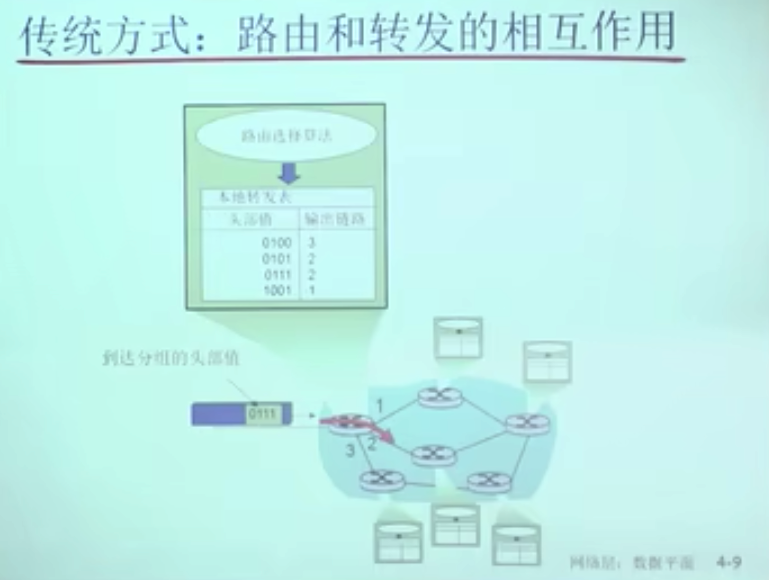 传统方式：路由和转发的相互作用
路由选择算法
本地转发表
头部值 输出链路
0100 3
0101 2
0111 2
1001 1
到达分组的头部值
0111
1
2
3
网络层：数据平面 4-9